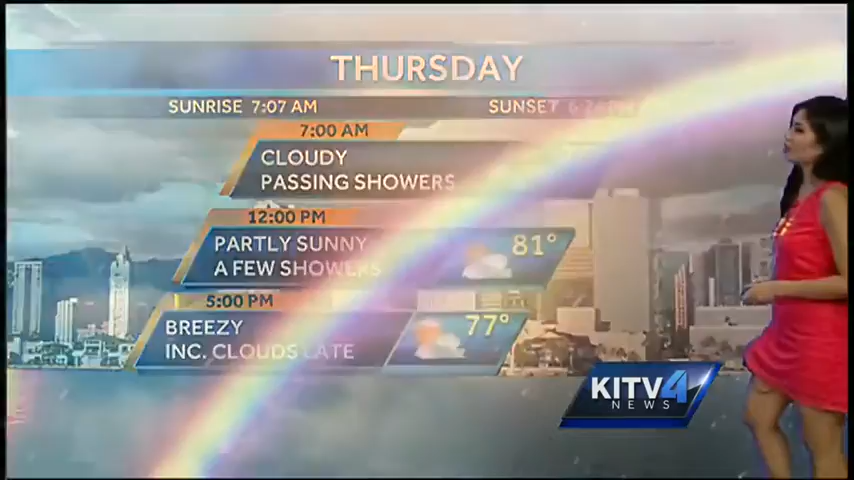 THURSDAY
SUNRISE 7:07 AM
SUNSET
7:00 AM
CLOUDY
PASSING SHOWERS
12:00 PM
PARTLY SUNNY
A FEW SHOWERS
81°
5:00 PM
BREEZY
INC. CLOUDS LATE
77°
KITV4
NEWS